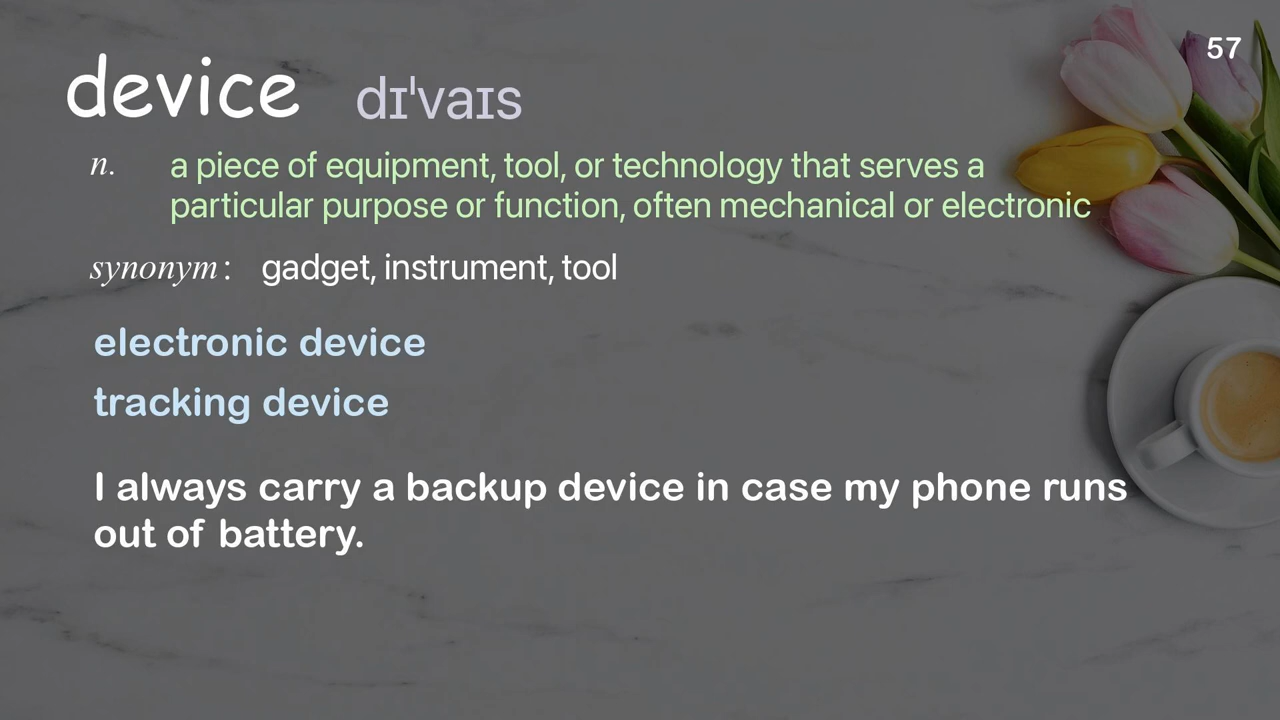 57
device dɪˈvaɪs
n. a piece of equipment, tool, or technology that serves a
particular purpose or function, often mechanical or electronic
synonym: gadget, instrument, tool
electronic device
tracking device
I always carry a backup device in case my phone runs
out of battery.